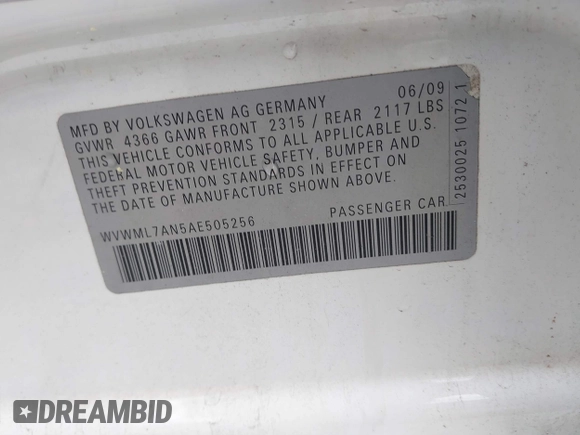 MFD BY VOLKSWAGEN AG GERMANY 06/09
GVWR 4366 GAWR FRONT 2315 / REAR 2117 LBS
THIS VEHICLE CONFORMS TO ALL APPLICABLE U.S.
FEDERAL MOTOR VEHICLE SAFETY, BUMPER AND
THEFT PREVENTION STANDARDS IN EFFECT ON
THE DATE OF MANUFACTURE SHOWN ABOVE.
WVWML7AN5AE505256 PASSENGER CAR
2530025 1072 1
DREAMBID